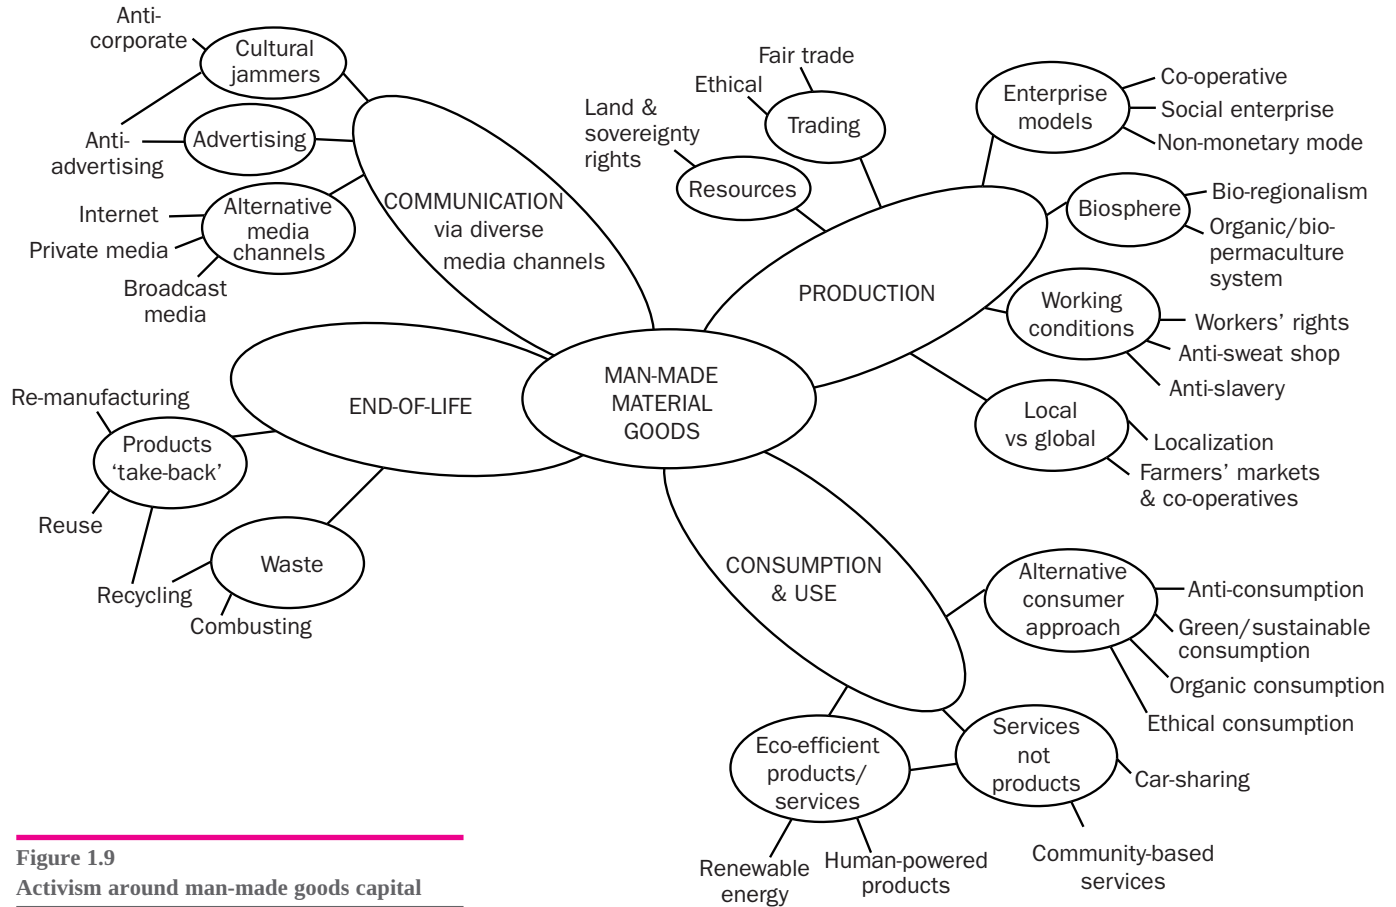 Anti-
corporate
Cultural
jammers
Anti-
advertising
Advertising
Internet
Private media
Broadcast
media
Alternative
media
channels
COMMUNICATION
via diverse
media channels
Land &
sovereignty
rights
Resources
Ethical
Fair trade
Trading
PRODUCTION
Enterprise
models
Co-operative
Social enterprise
Non-monetary mode
Biosphere
Bio-regionalism
Organic/bio-
permaculture
system
Working
conditions
Workers’ rights
Anti-sweat shop
Anti-slavery
Local
vs global
Localization
Farmers’ markets
& co-operatives
MAN-MADE
MATERIAL
GOODS
END-OF-LIFE
Re-manufacturing
Products
‘take-back’
Reuse
Recycling
Waste
Combusting
CONSUMPTION
& USE
Alternative
consumer
approach
Anti-consumption
Green/sustainable
consumption
Organic consumption
Ethical consumption
Services
not
products
Car-sharing
Community-based
services
Eco-efficient
products/
services
Renewable
energy
Human-powered
products
Figure 1.9
Activism around man-made goods capital